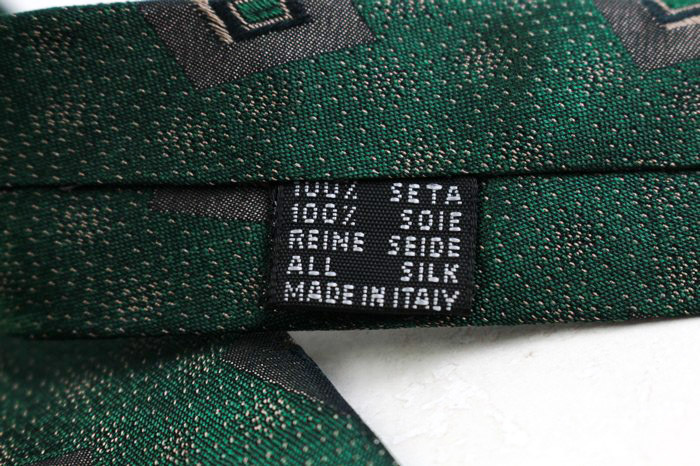 100% SETA
100% SOIE
REINE SEIDE
ALL SILK
MADE IN ITALY